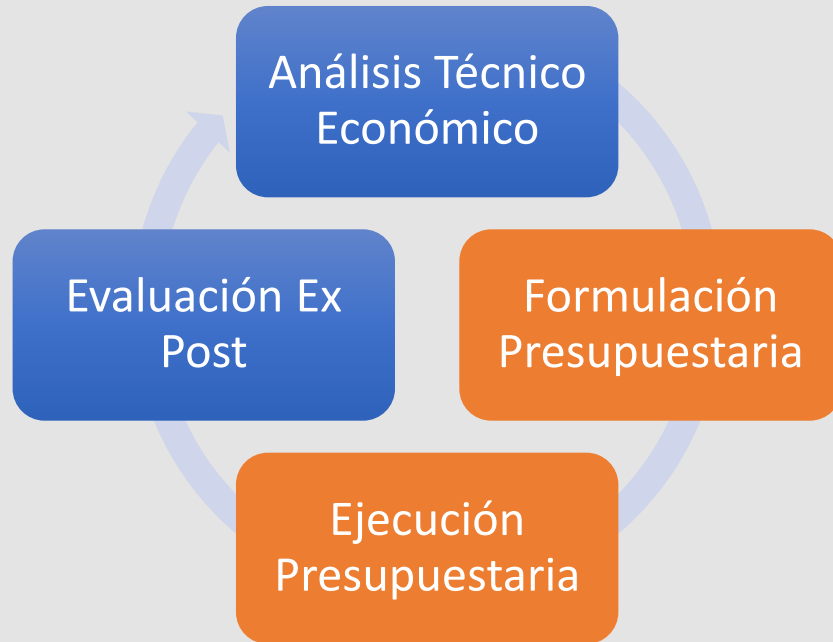 Análisis Técnico
Económico
Formulación
Presupuestaria
Ejecución
Presupuestaria
Evaluación Ex
Post